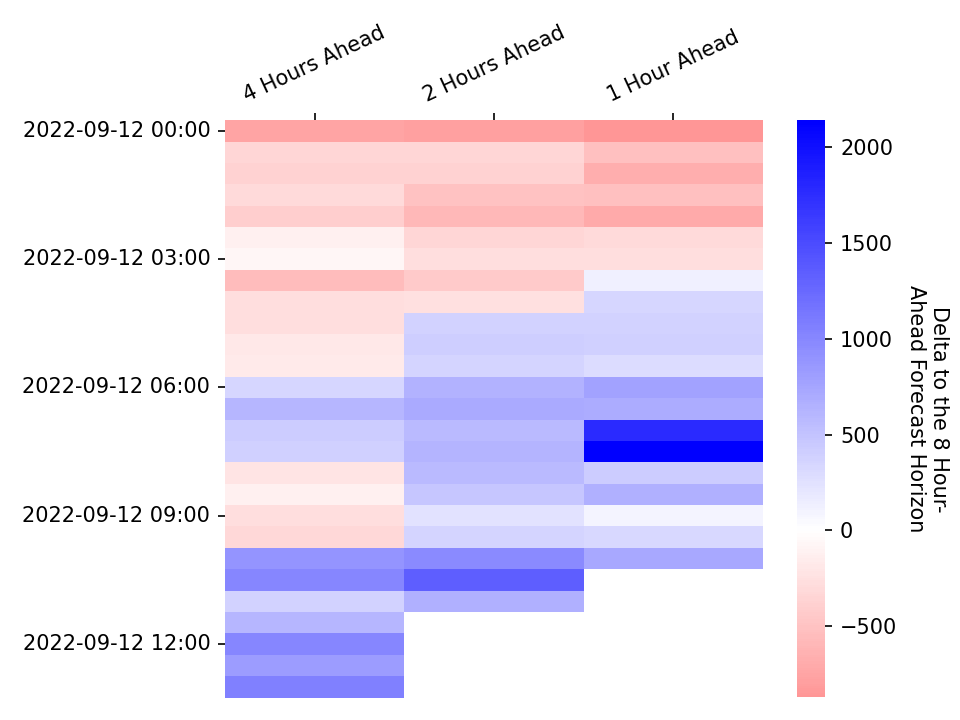 4 Hours Ahead
2 Hours Ahead
1 Hour Ahead
2022-09-12 00:00
2022-09-12 03:00
2022-09-12 06:00
2022-09-12 09:00
2022-09-12 12:00
2000
1500
1000
500
0
−500
Delta to the 8 Hour-
Ahead Forecast Horizon